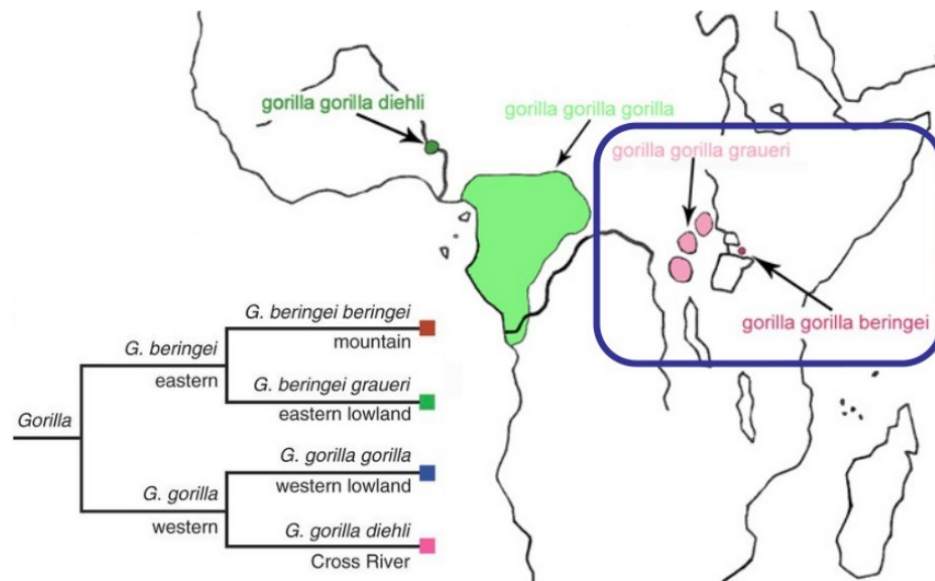 gorilla gorilla diehli
gorilla gorilla gorilla
gorilla gorilla graueri
gorilla gorilla beringei
G. beringei beringei
mountain
G. beringei
eastern
G. beringei graueri
eastern lowland
Gorilla
G. gorilla gorilla
western lowland
G. gorilla
western
G. gorilla diehli
Cross River